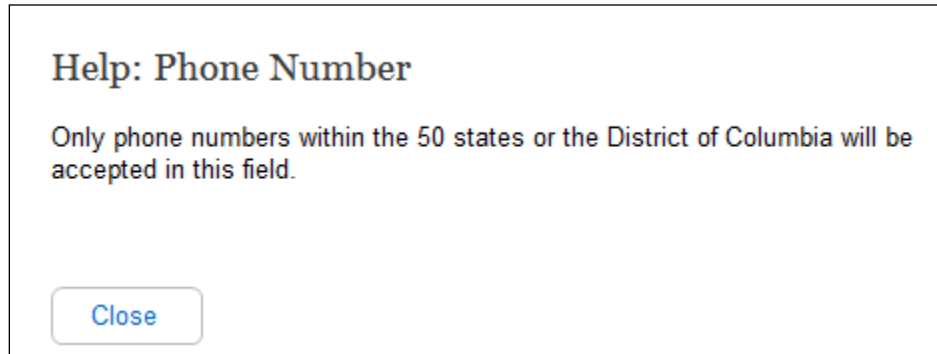 Help: Phone Number
Only phone numbers within the 50 states or the District of Columbia will be
accepted in this field.
Close